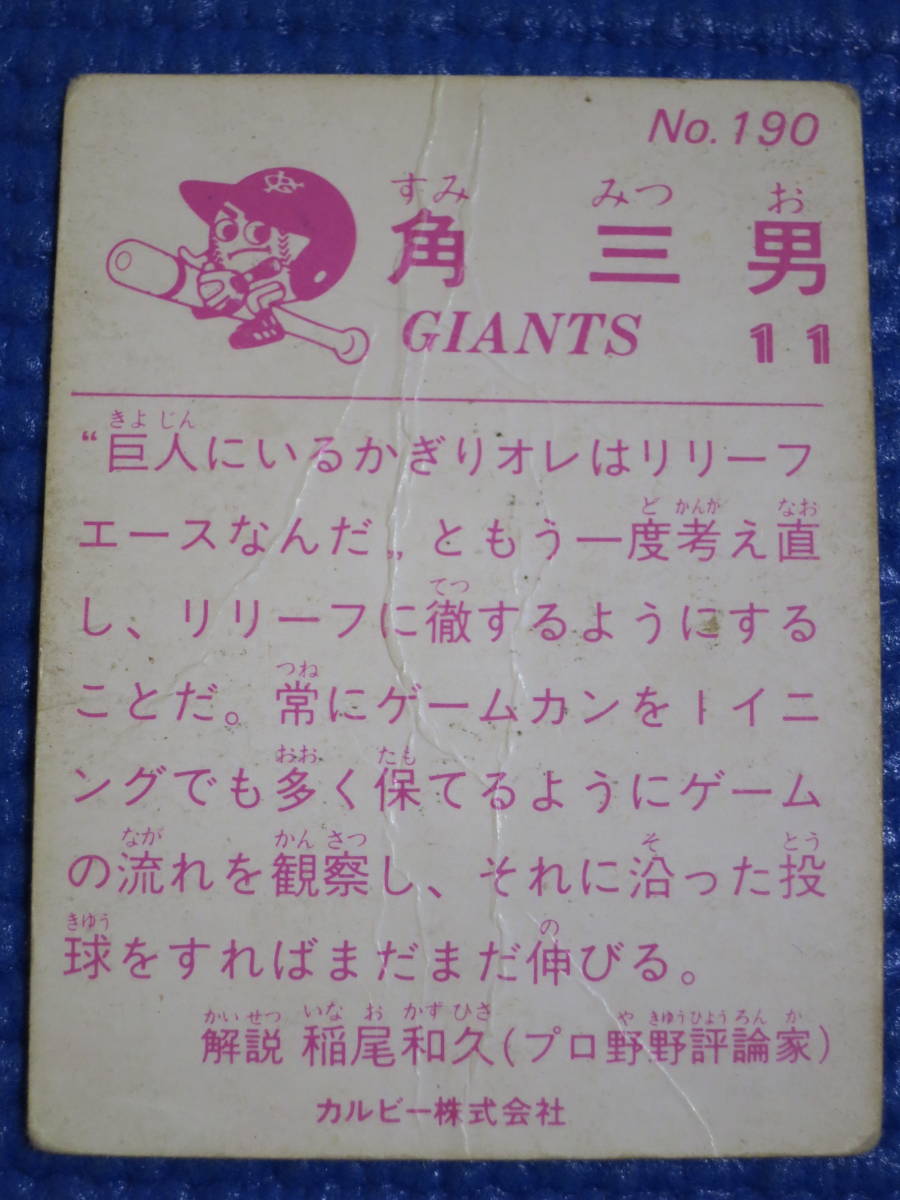 No.190
すみ みつ お
角 三 男
GIANTS 11
きよ じん
“巨人にいるかぎりオレはリリーフ
ど かんが なお
エースなんだ„ともう一度考え直
てつ
し、リリーフに徹するようにする
つね
ことだ。常にゲームカンを1イニ
おお たも
ングでも多く保てるようにゲーム
なが かん さつ そ とう
の流れを観察し、それに沿った投
きゆう の
球をすればまだまだ伸びる。
かい せつ いな お かず ひさ や きゆう ひよう ろん か
解説 稲尾和久(プロ野野評論家)
カルビー株式会社